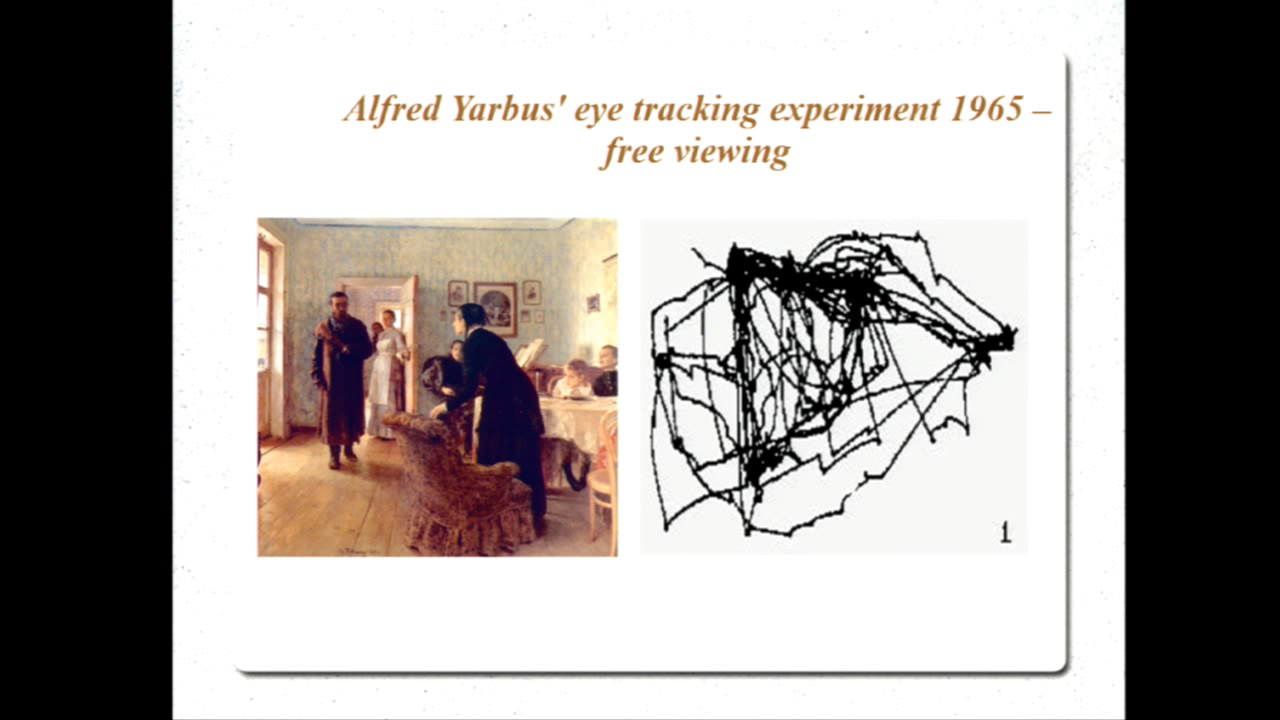 Alfred Yarbus' eye tracking experiment 1965 –
free viewing
1